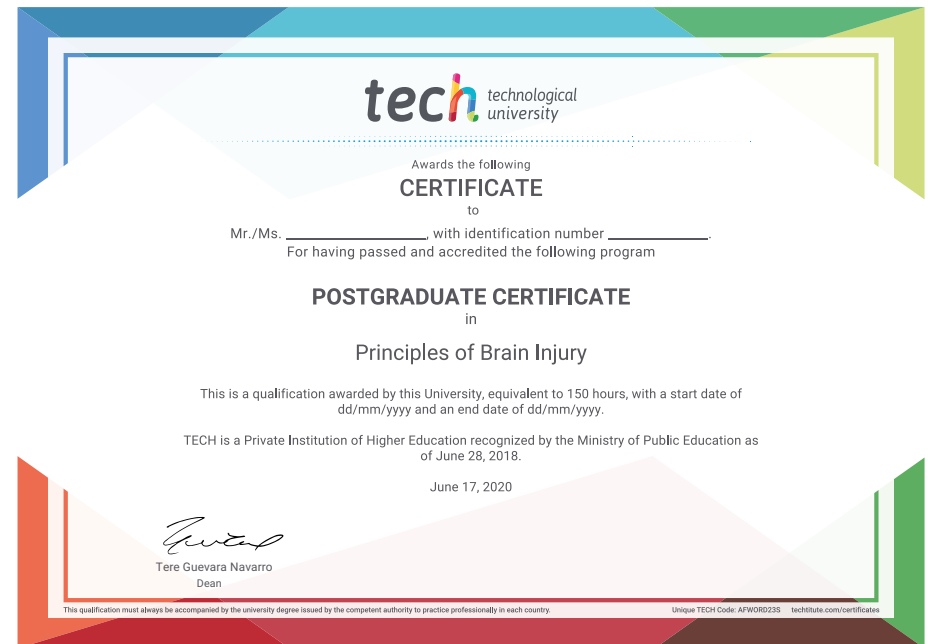 tech technological
university
Awards the following
CERTIFICATE
to
Mr./Ms. ____________________, with identification number ______________.
For having passed and accredited the following program
POSTGRADUATE CERTIFICATE
in
Principles of Brain Injury
This is a qualification awarded by this University, equivalent to 150 hours, with a start date of
dd/mm/yyyy and an end date of dd/mm/yyyy.
TECH is a Private Institution of Higher Education recognized by the Ministry of Public Education as
of June 28, 2018.
June 17, 2020
Tere Guevara Navarro
Dean
This qualification must always be accompanied by the university degree issued by the competent authority to practice professionally in each country. Unique TECH Code: AFWORD23S techtitute.com/certificates